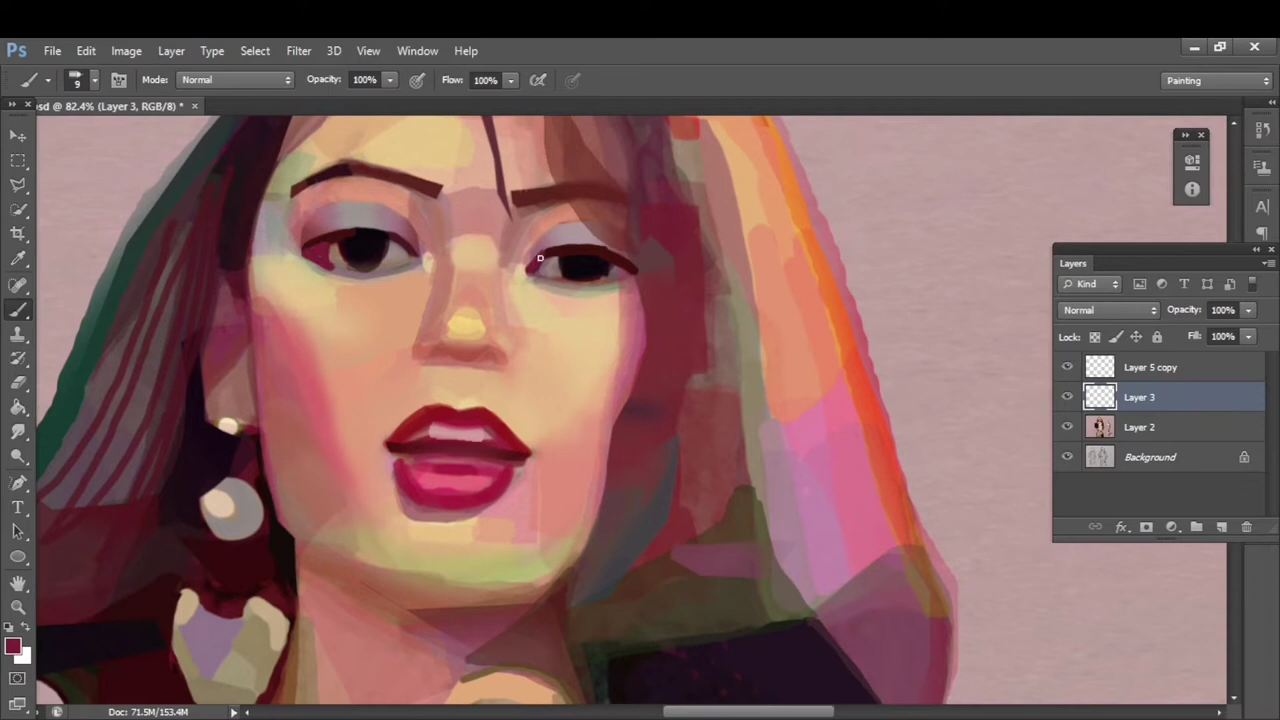 Ps File Edit Image Layer Type Select Filter 3D View Window Help
9 Mode: Normal Opacity: 100% Flow: 100% Painting
sd @ 82.4% (Layer 3, RGB/8) *
Layers
Kind
Normal Opacity: 100%
Lock: Fill: 100%
Layer 5 copy
Layer 3
Layer 2
Background
fx
Doc: 71.5M/153.4M